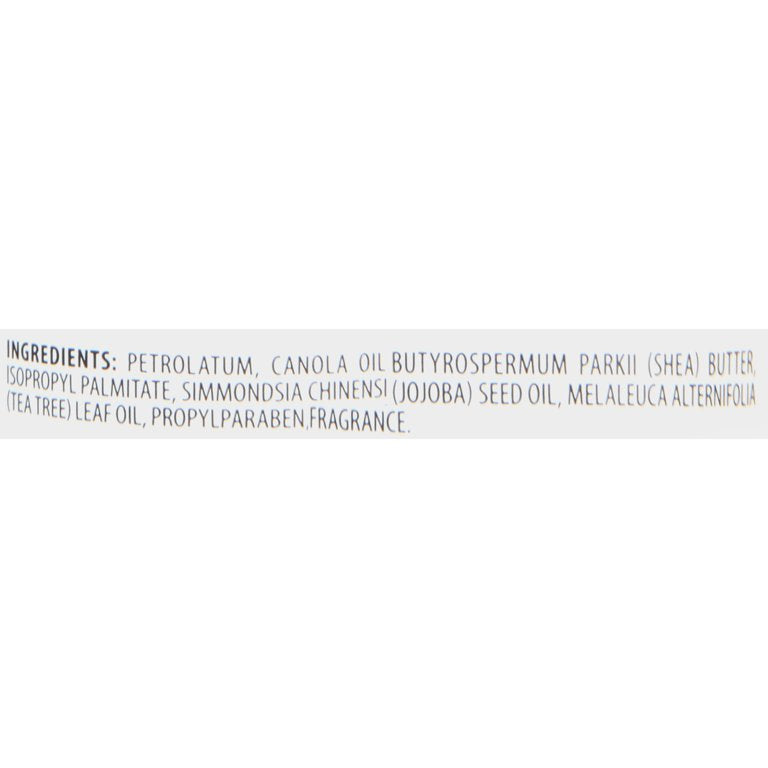 INGREDIENTS: PETROLATUM, CANOLA OIL BUTYROSPERMUM PARKII (SHEA) BUTTER,
ISOPROPYL PALMITATE, SIMMONDSIA CHINENSI (JOJOBA) SEED OIL, MELALEUCA ALTERNIFOLIA
(TEA TREE) LEAF OIL, PROPYLPARABEN,FRAGRANCE.